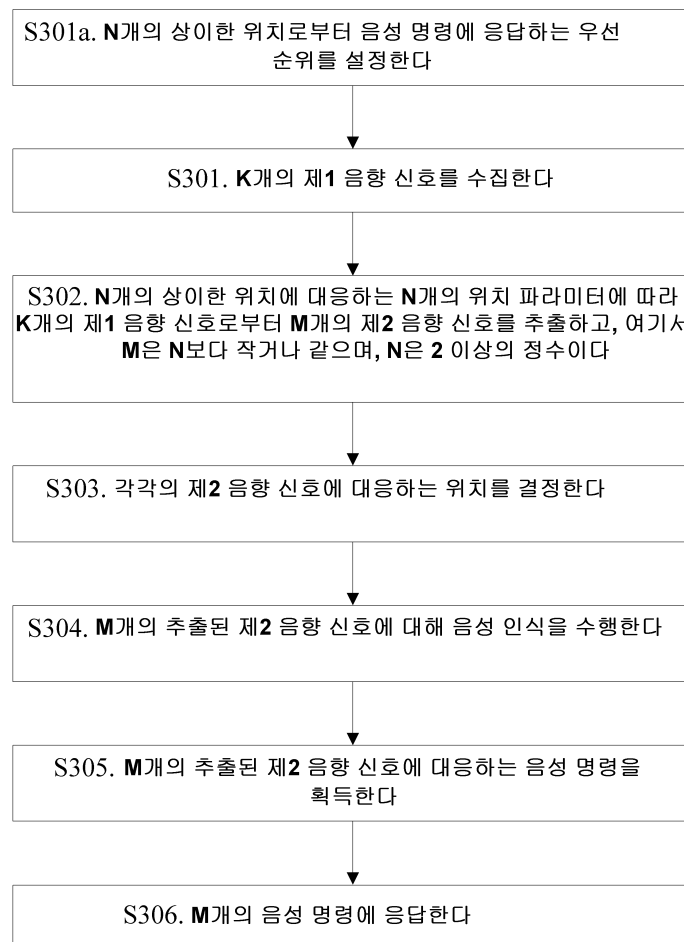 S301a. N개의 상이한 위치로부터 음성 명령에 응답하는 우선
순위를 설정한다
S301. K개의 제1 음향 신호를 수집한다
S302. N개의 상이한 위치에 대응하는 N개의 위치 파라미터에 따라
K개의 제1 음향 신호로부터 M개의 제2 음향 신호를 추출하고, 여기서
M은 N보다 작거나 같으며, N은 2 이상의 정수이다
S303. 각각의 제2 음향 신호에 대응하는 위치를 결정한다
S304. M개의 추출된 제2 음향 신호에 대해 음성 인식을 수행한다
S305. M개의 추출된 제2 음향 신호에 대응하는 음성 명령을
획득한다
S306. M개의 음성 명령에 응답한다